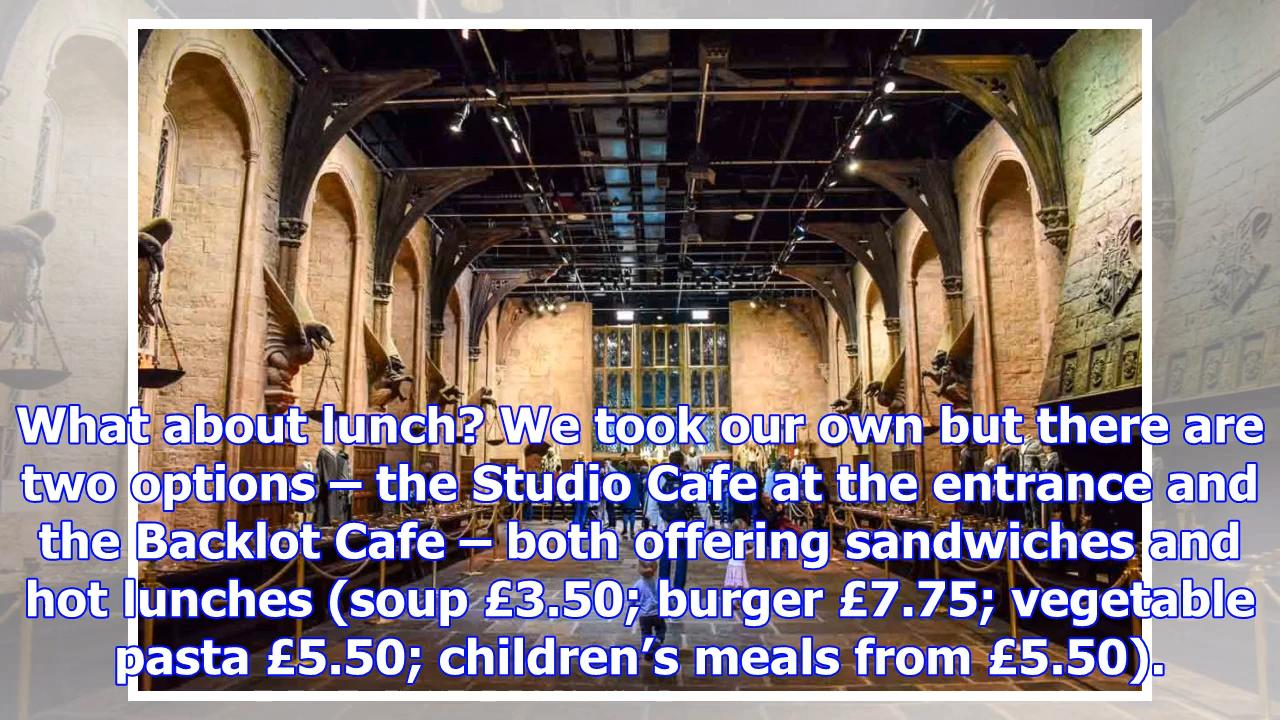 What about lunch? We took our own but there are
two options – the Studio Cafe at the entrance and
the Backlot Cafe – both offering sandwiches and
hot lunches (soup £3.50; burger £7.75; vegetable
pasta £5.50; children’s meals from £5.50).